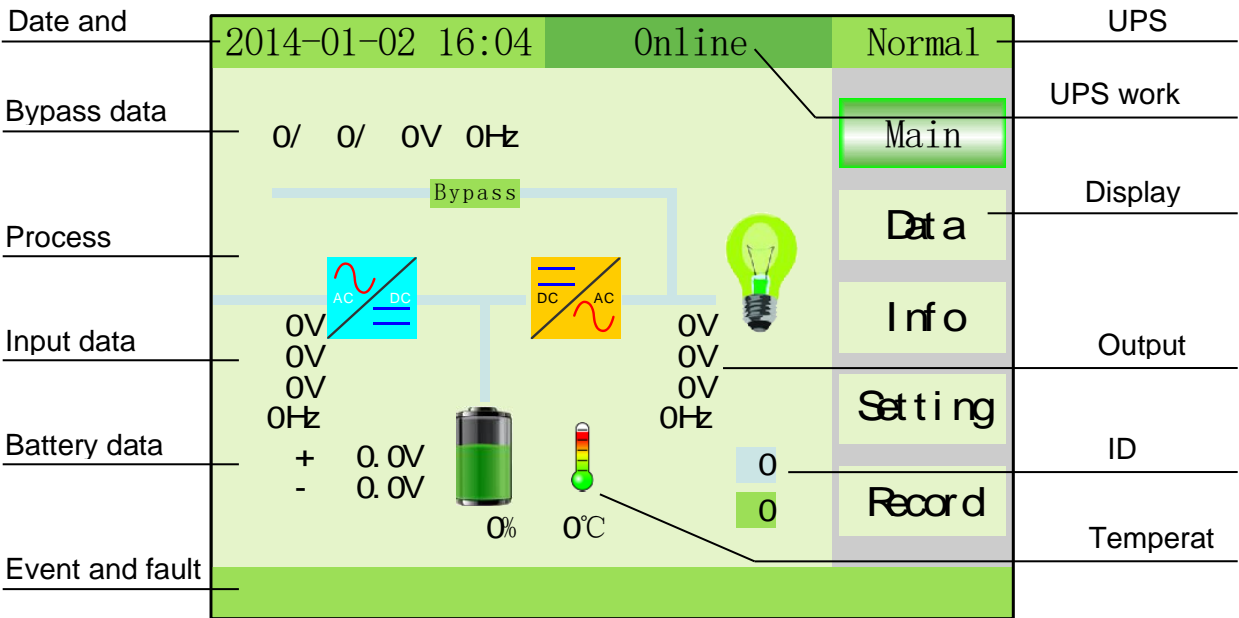 Date and
2014-01-02 16:04
Online
Normal
UPS
Bypass data
0/ 0/ 0V 0Hz
Main
UPS work
Bypass
Data
Display
Process
AC DC
DC AC
Info
Input data
0V
0V
0V
0Hz
0V
0V
0V
0Hz
Output
Setting
Battery data
+ 0.0V
- 0.0V
0%
0℃
0
0
ID
Record
Temperat
Event and fault